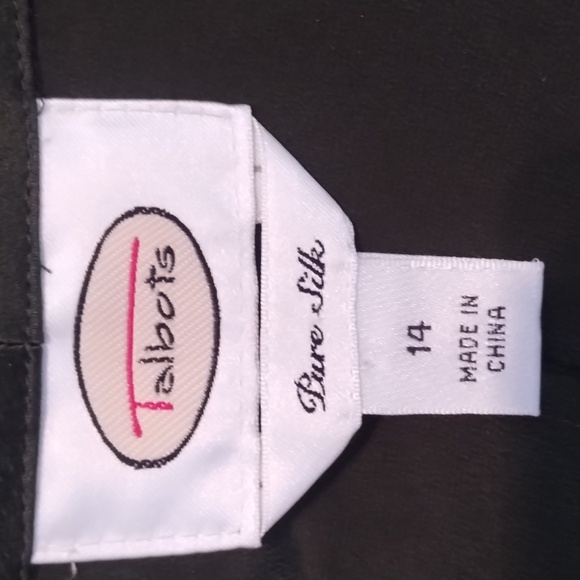 Talbots
Pure Silk
14
MADE IN
CHINA